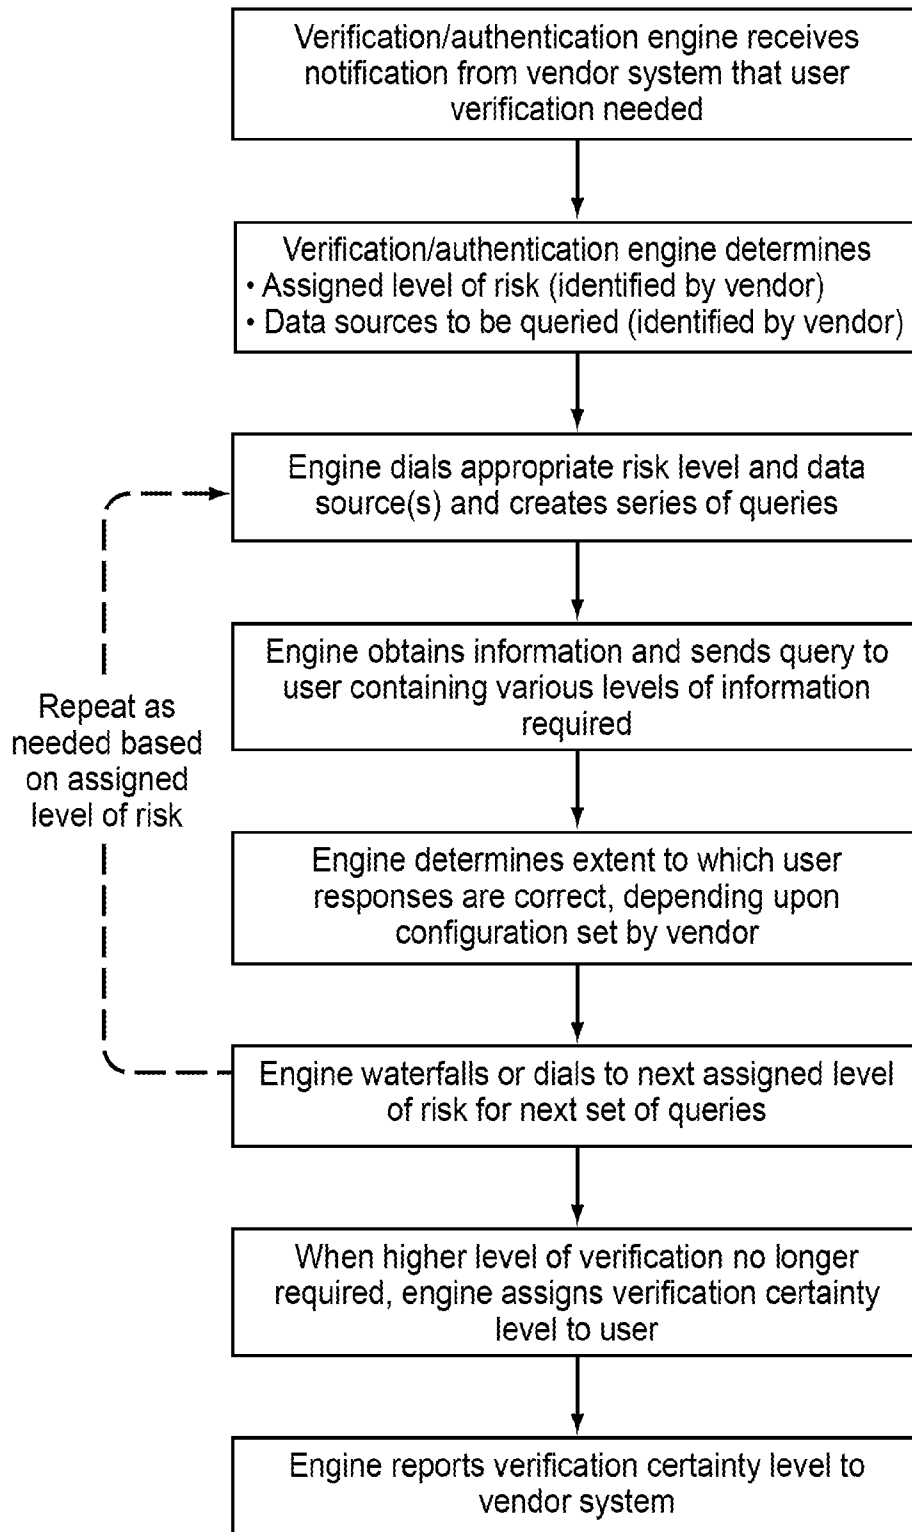 Verification/authentication engine receives
notification from vendor system that user
verification needed
Verification/authentication engine determines
• Assigned level of risk (identified by vendor)
• Data sources to be queried (identified by vendor)
Engine dials appropriate risk level and data
source(s) and creates series of queries
Engine obtains information and sends query to
user containing various levels of information
required
Repeat as
needed based
on assigned
level of risk
Engine determines extent to which user
responses are correct, depending upon
configuration set by vendor
Engine waterfalls or dials to next assigned level
of risk for next set of queries
When higher level of verification no longer
required, engine assigns verification certainty
level to user
Engine reports verification certainty level to
vendor system